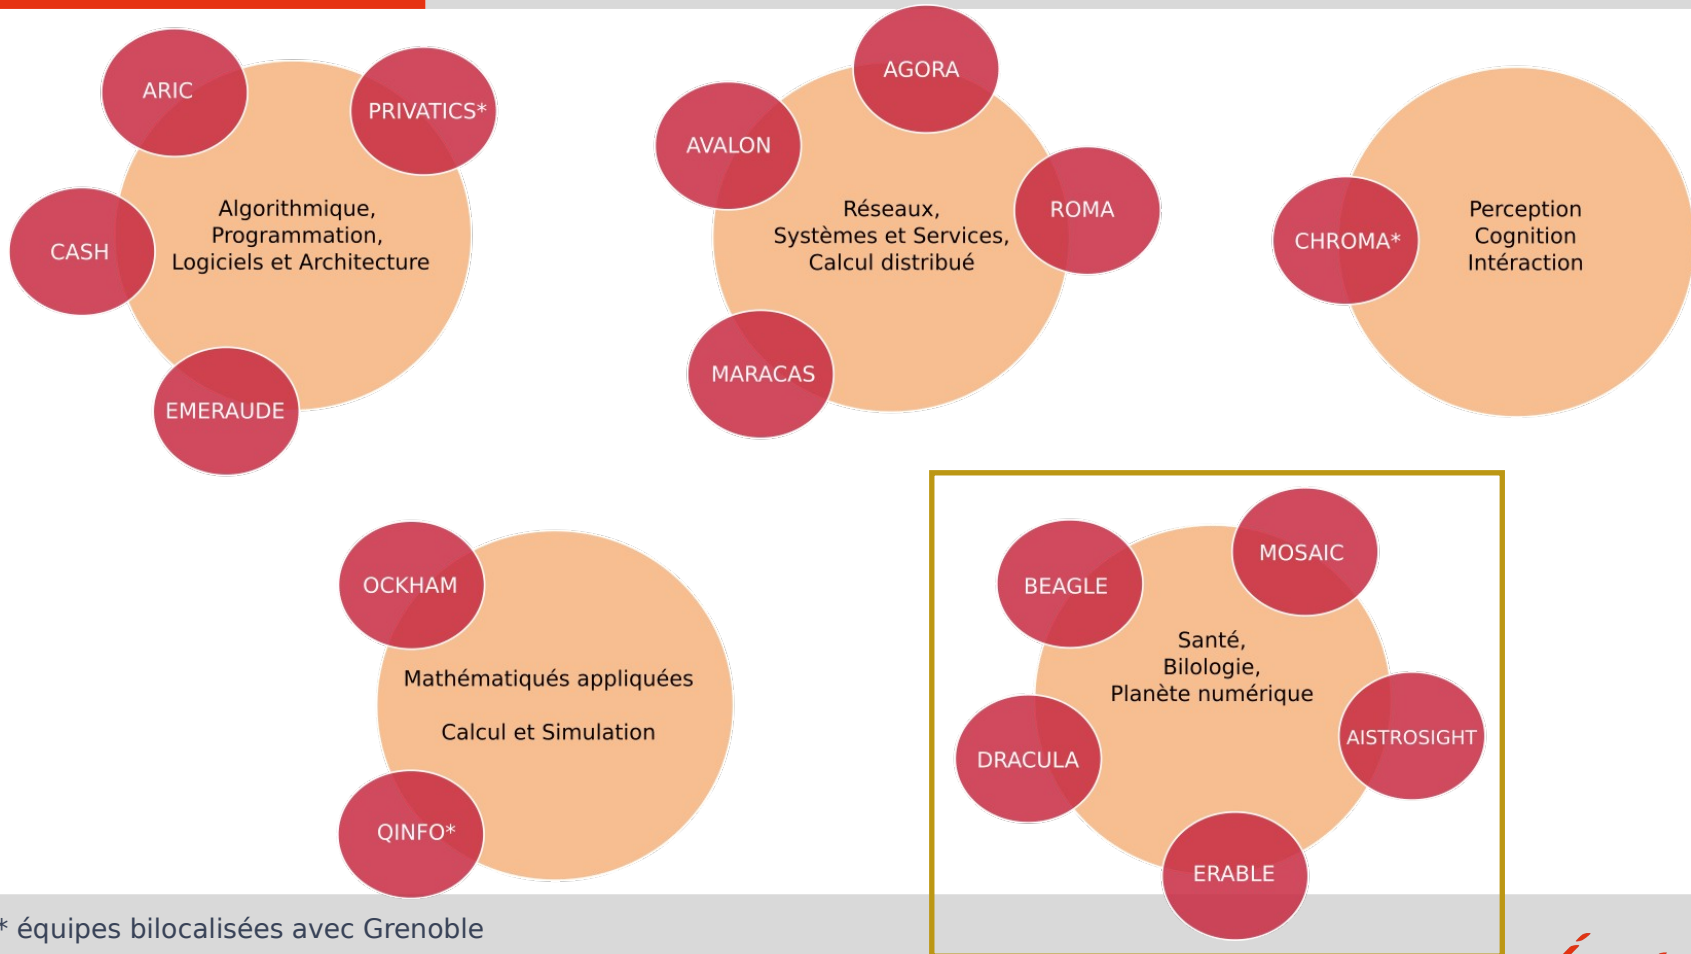 ARIC
PRIVATICS*
CASH
Algorithmique,
Programmation,
Logiciels et Architecture
EMERAUDE
AGORA
AVALON
ROMA
Réseaux,
Systèmes et Services,
Calcul distribué
MARACAS
CHROMA*
Perception
Cognition
Intéraction
OCKHAM
Mathématiqués appliquées
Calcul et Simulation
QINFO*
MOSAIC
BEAGLE
Santé,
Bilologie,
Planète numérique
AISTROSIGHT
DRACULA
ERABLE
* équipes bilocalisées avec Grenoble